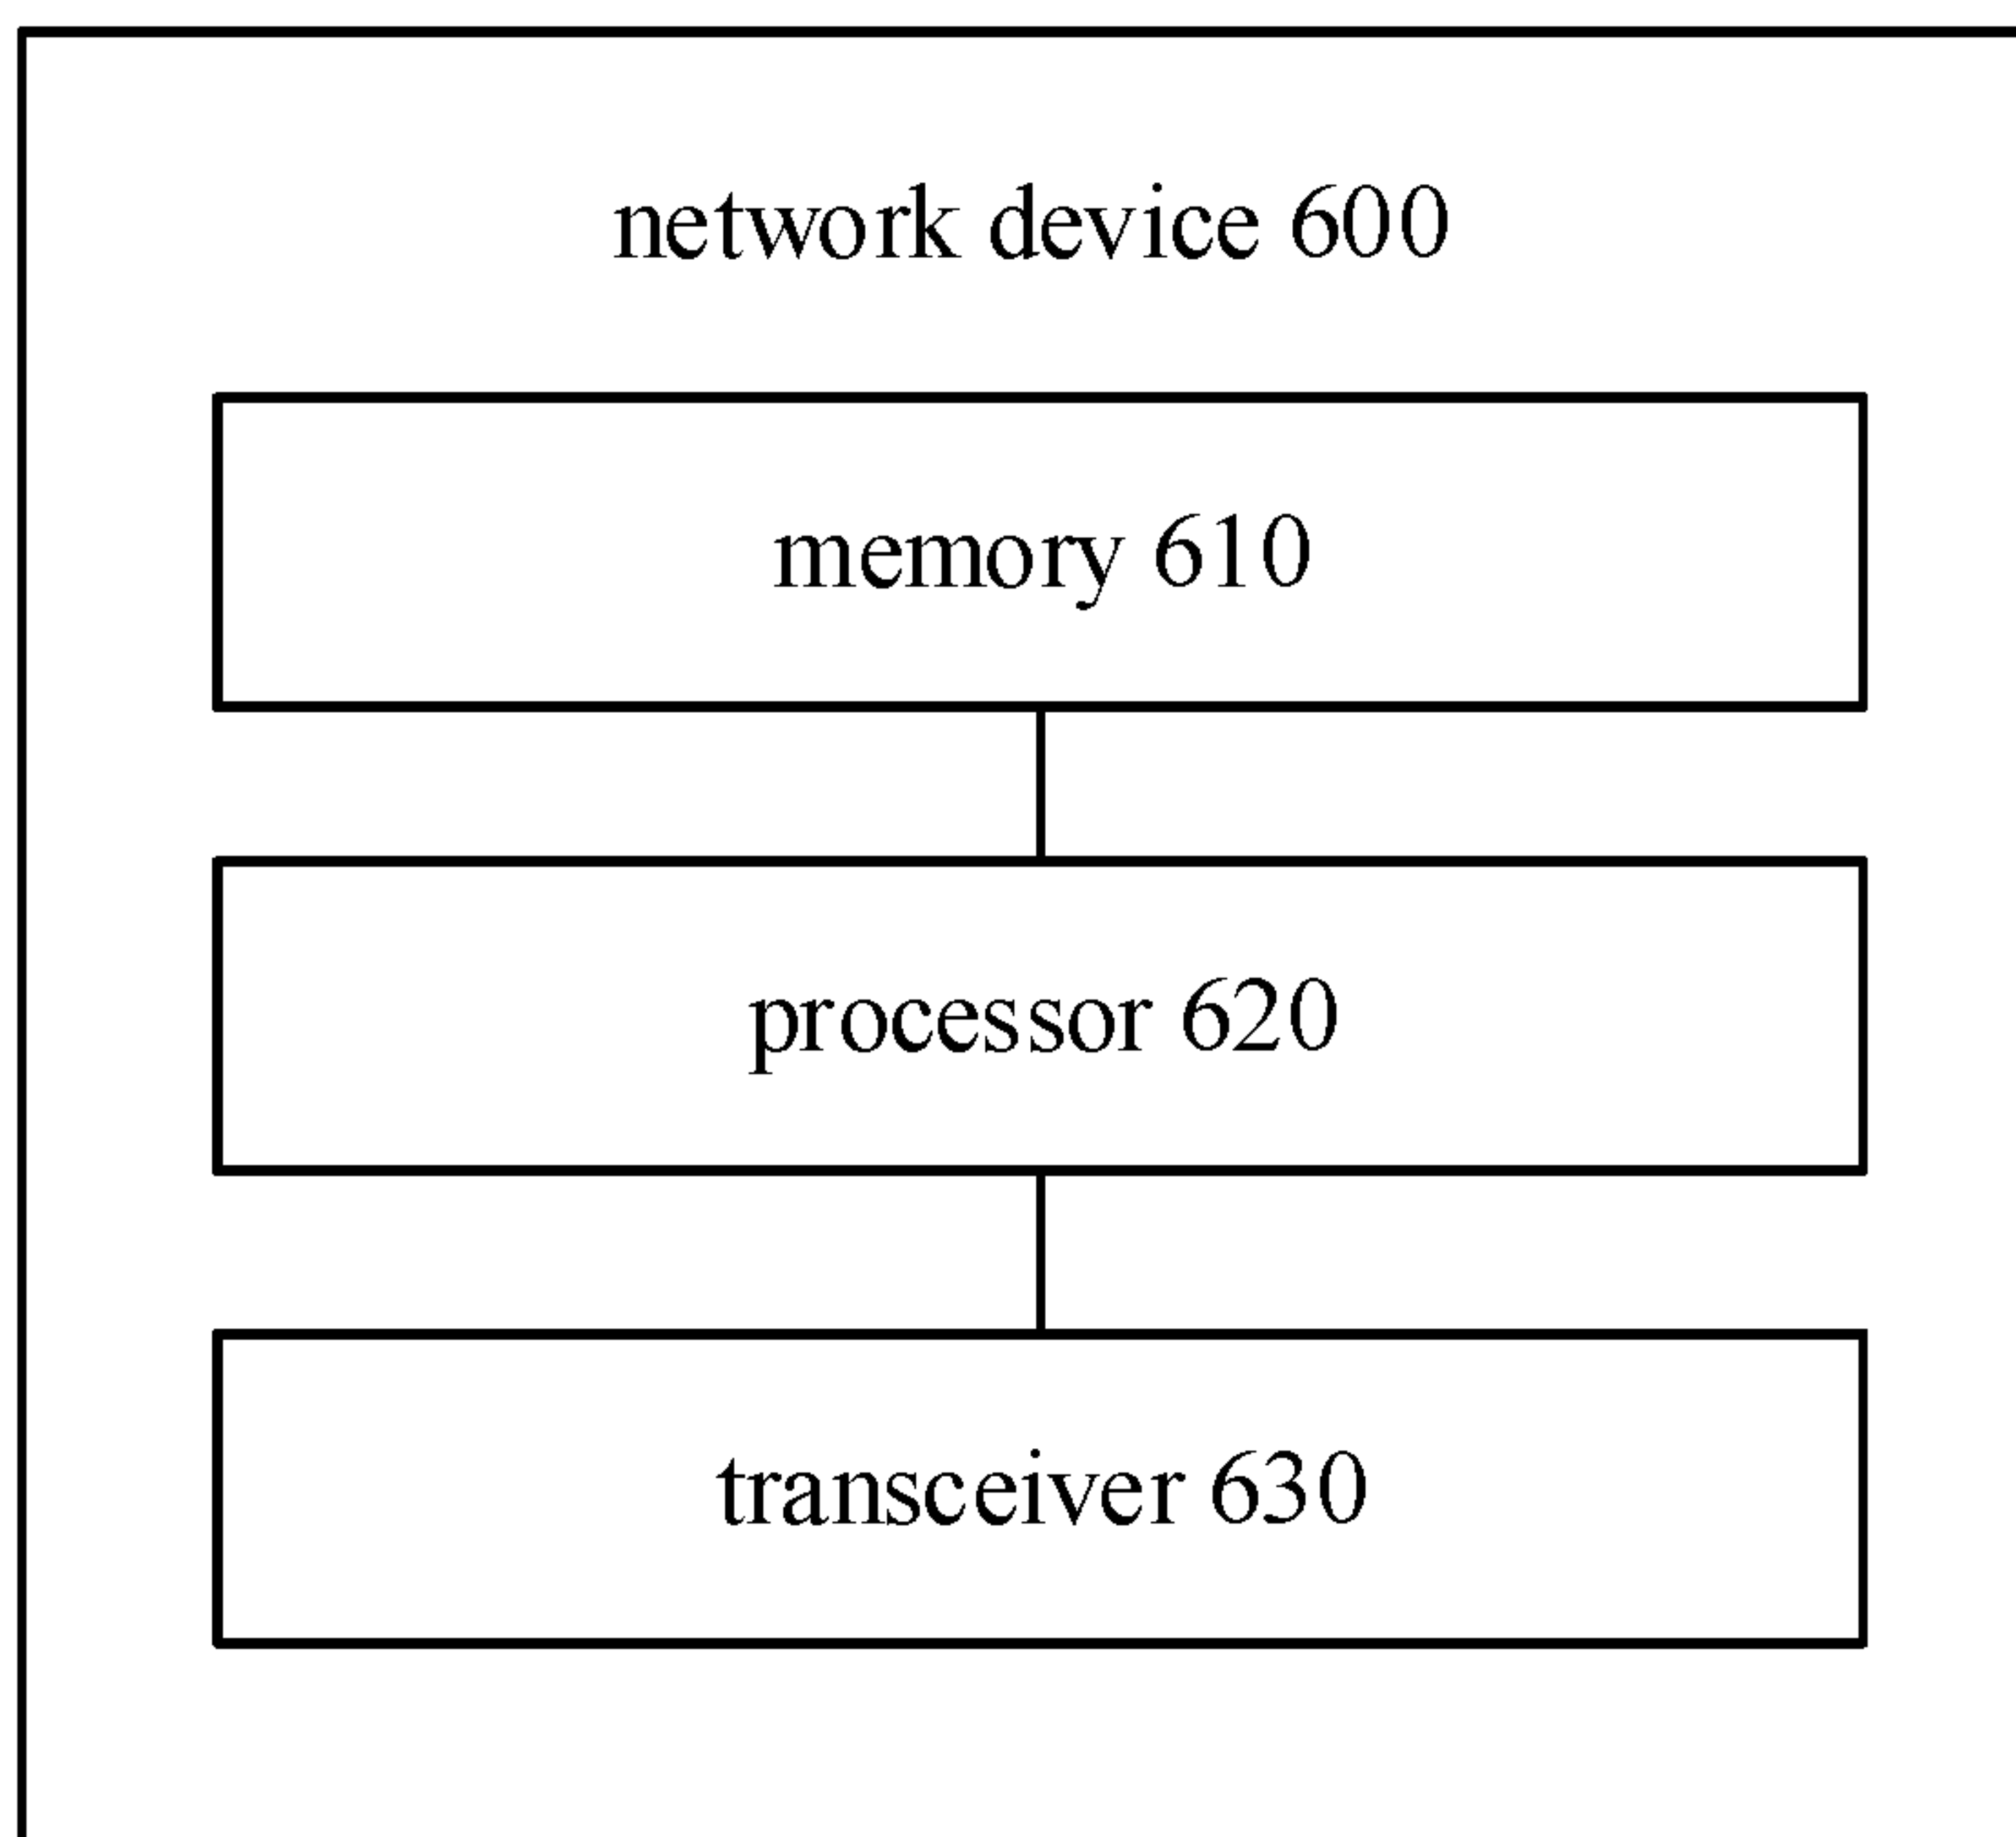 network device 600
memory 610
processor 620
transceiver 630